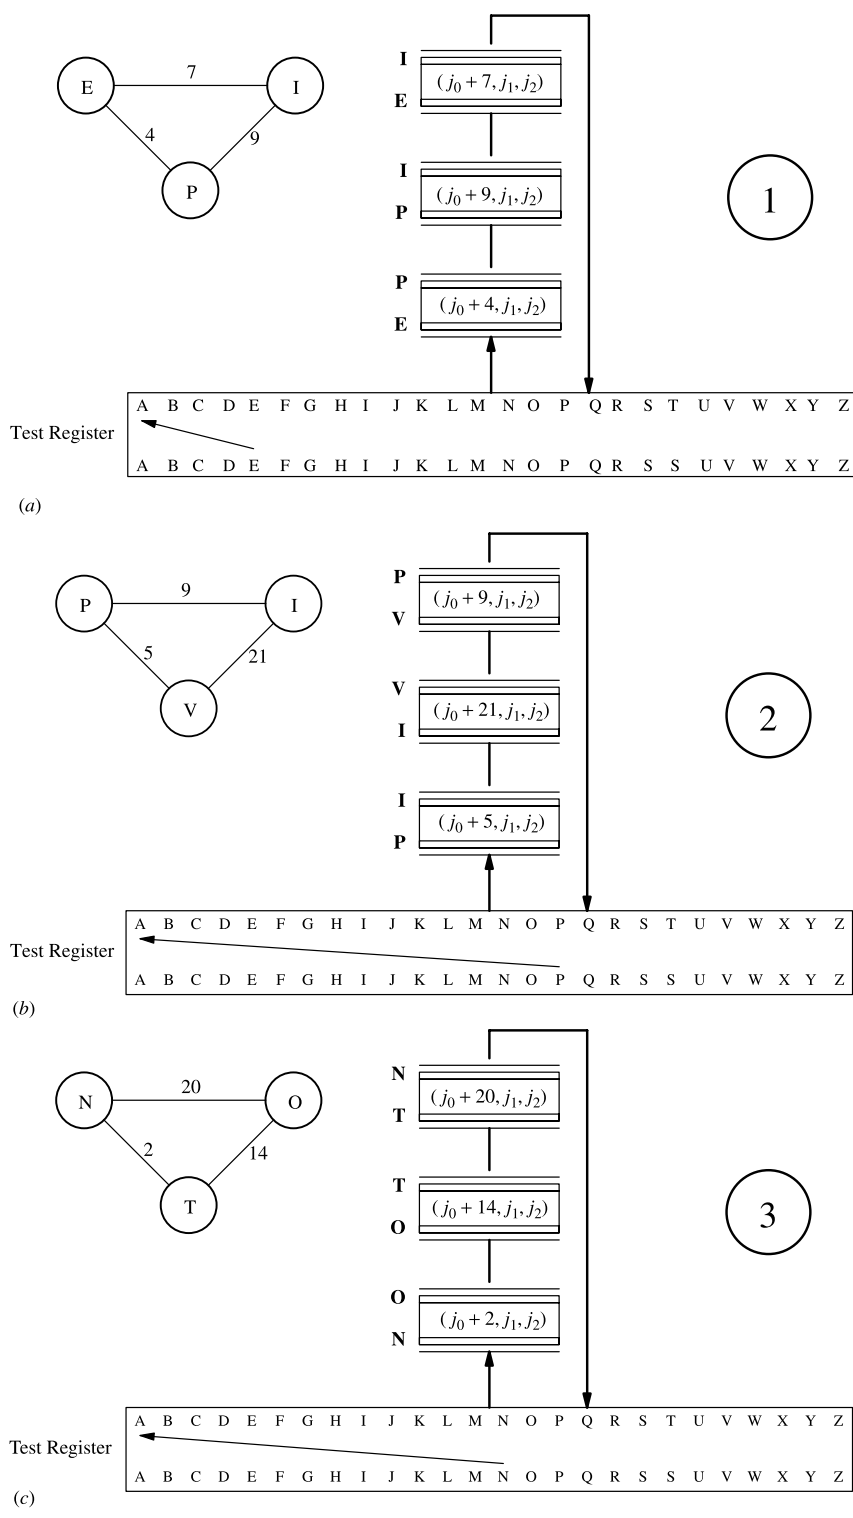 E 7 I
4 9
P
I
(j0 + 7, j1, j2)
E
I
(j0 + 9, j1, j2)
P
P
(j0 + 4, j1, j2)
E
1
A B C D E F G H I J K L M N O P Q R S T U V W X Y Z
Test Register
A B C D E F G H I J K L M N O P Q R S S U V W X Y Z
(a)
P 9 I
5 21
V
P
(j0 + 9, j1, j2)
V
V
(j0 + 21, j1, j2)
I
I
(j0 + 5, j1, j2)
P
2
A B C D E F G H I J K L M N O P Q R S T U V W X Y Z
Test Register
A B C D E F G H I J K L M N O P Q R S S U V W X Y Z
(b)
N 20 O
2 14
T
N
(j0 + 20, j1, j2)
T
T
(j0 + 14, j1, j2)
O
O
(j0 + 2, j1, j2)
N
3
A B C D E F G H I J K L M N O P Q R S T U V W X Y Z
Test Register
A B C D E F G H I J K L M N O P Q R S S U V W X Y Z
(c)